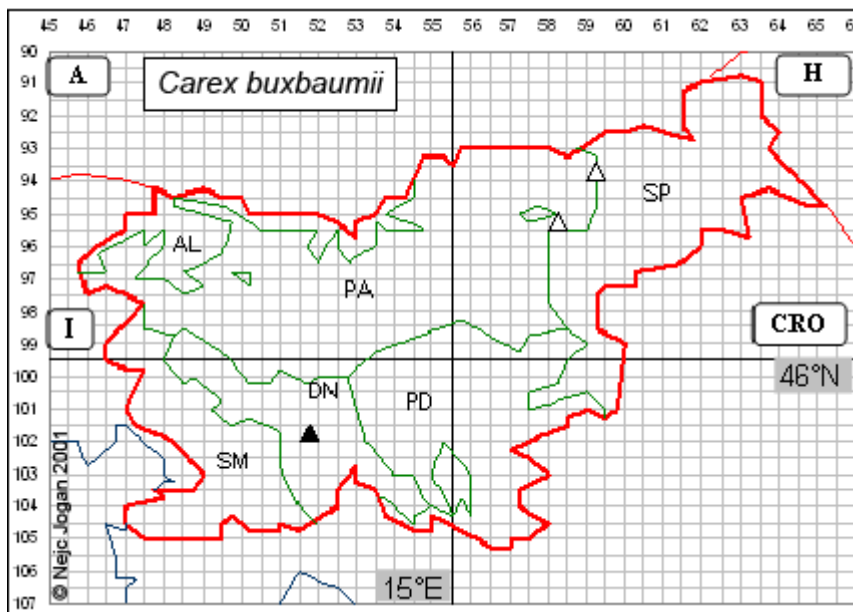 45 46 47 48 49 50 51 52 53 54 55 56 57 58 59 60 61 62 63 64 65 66
90
91
92
93
94
95
96
97
98
99
100
101
102
103
104
105
106
107
A
Carex buxbaumii
H
SP
AL
PA
I
CRO
46°N
DN
PD
SM
15°E
© Nejc Jogan 2001